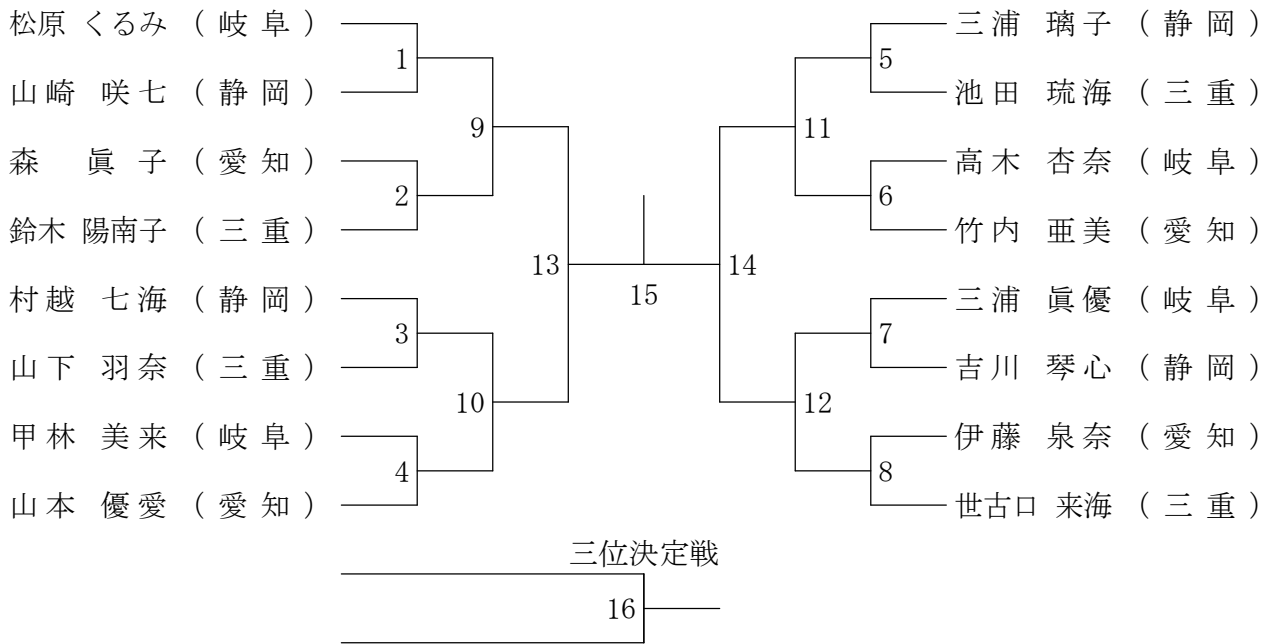 松原 くるみ （岐阜） 三浦 璃子 （静岡）
1 5
山崎 咲七 （静岡） 池田 琉海 （三重）
9 11
森 眞子 （愛知） 高木 杏奈 （岐阜）
2 6
鈴木 陽南子 （三重） 竹内 亜美 （愛知）
13 14
15
村越 七海 （静岡） 三浦 眞優 （岐阜）
3 7
山下 羽奈 （三重） 吉川 琴心 （静岡）
10 12
甲林 美来 （岐阜） 伊藤 泉奈 （愛知）
4 8
山本 優愛 （愛知） 世古口 来海 （三重）
三位決定戦
16